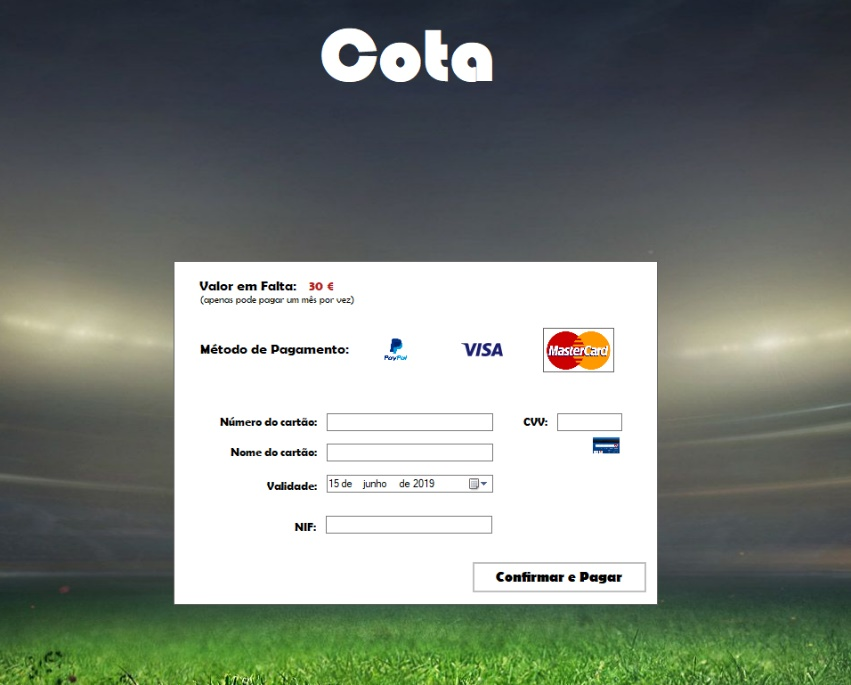 Cota
Valor em Falta: 30 €
(apenas pode pagar um mês por vez)
Método de Pagamento: PayPal VISA MasterCard
Número do cartão: CVV:
Nome do cartão:
Validade: 15 de junho de 2019
NIF:
Confirmar e Pagar